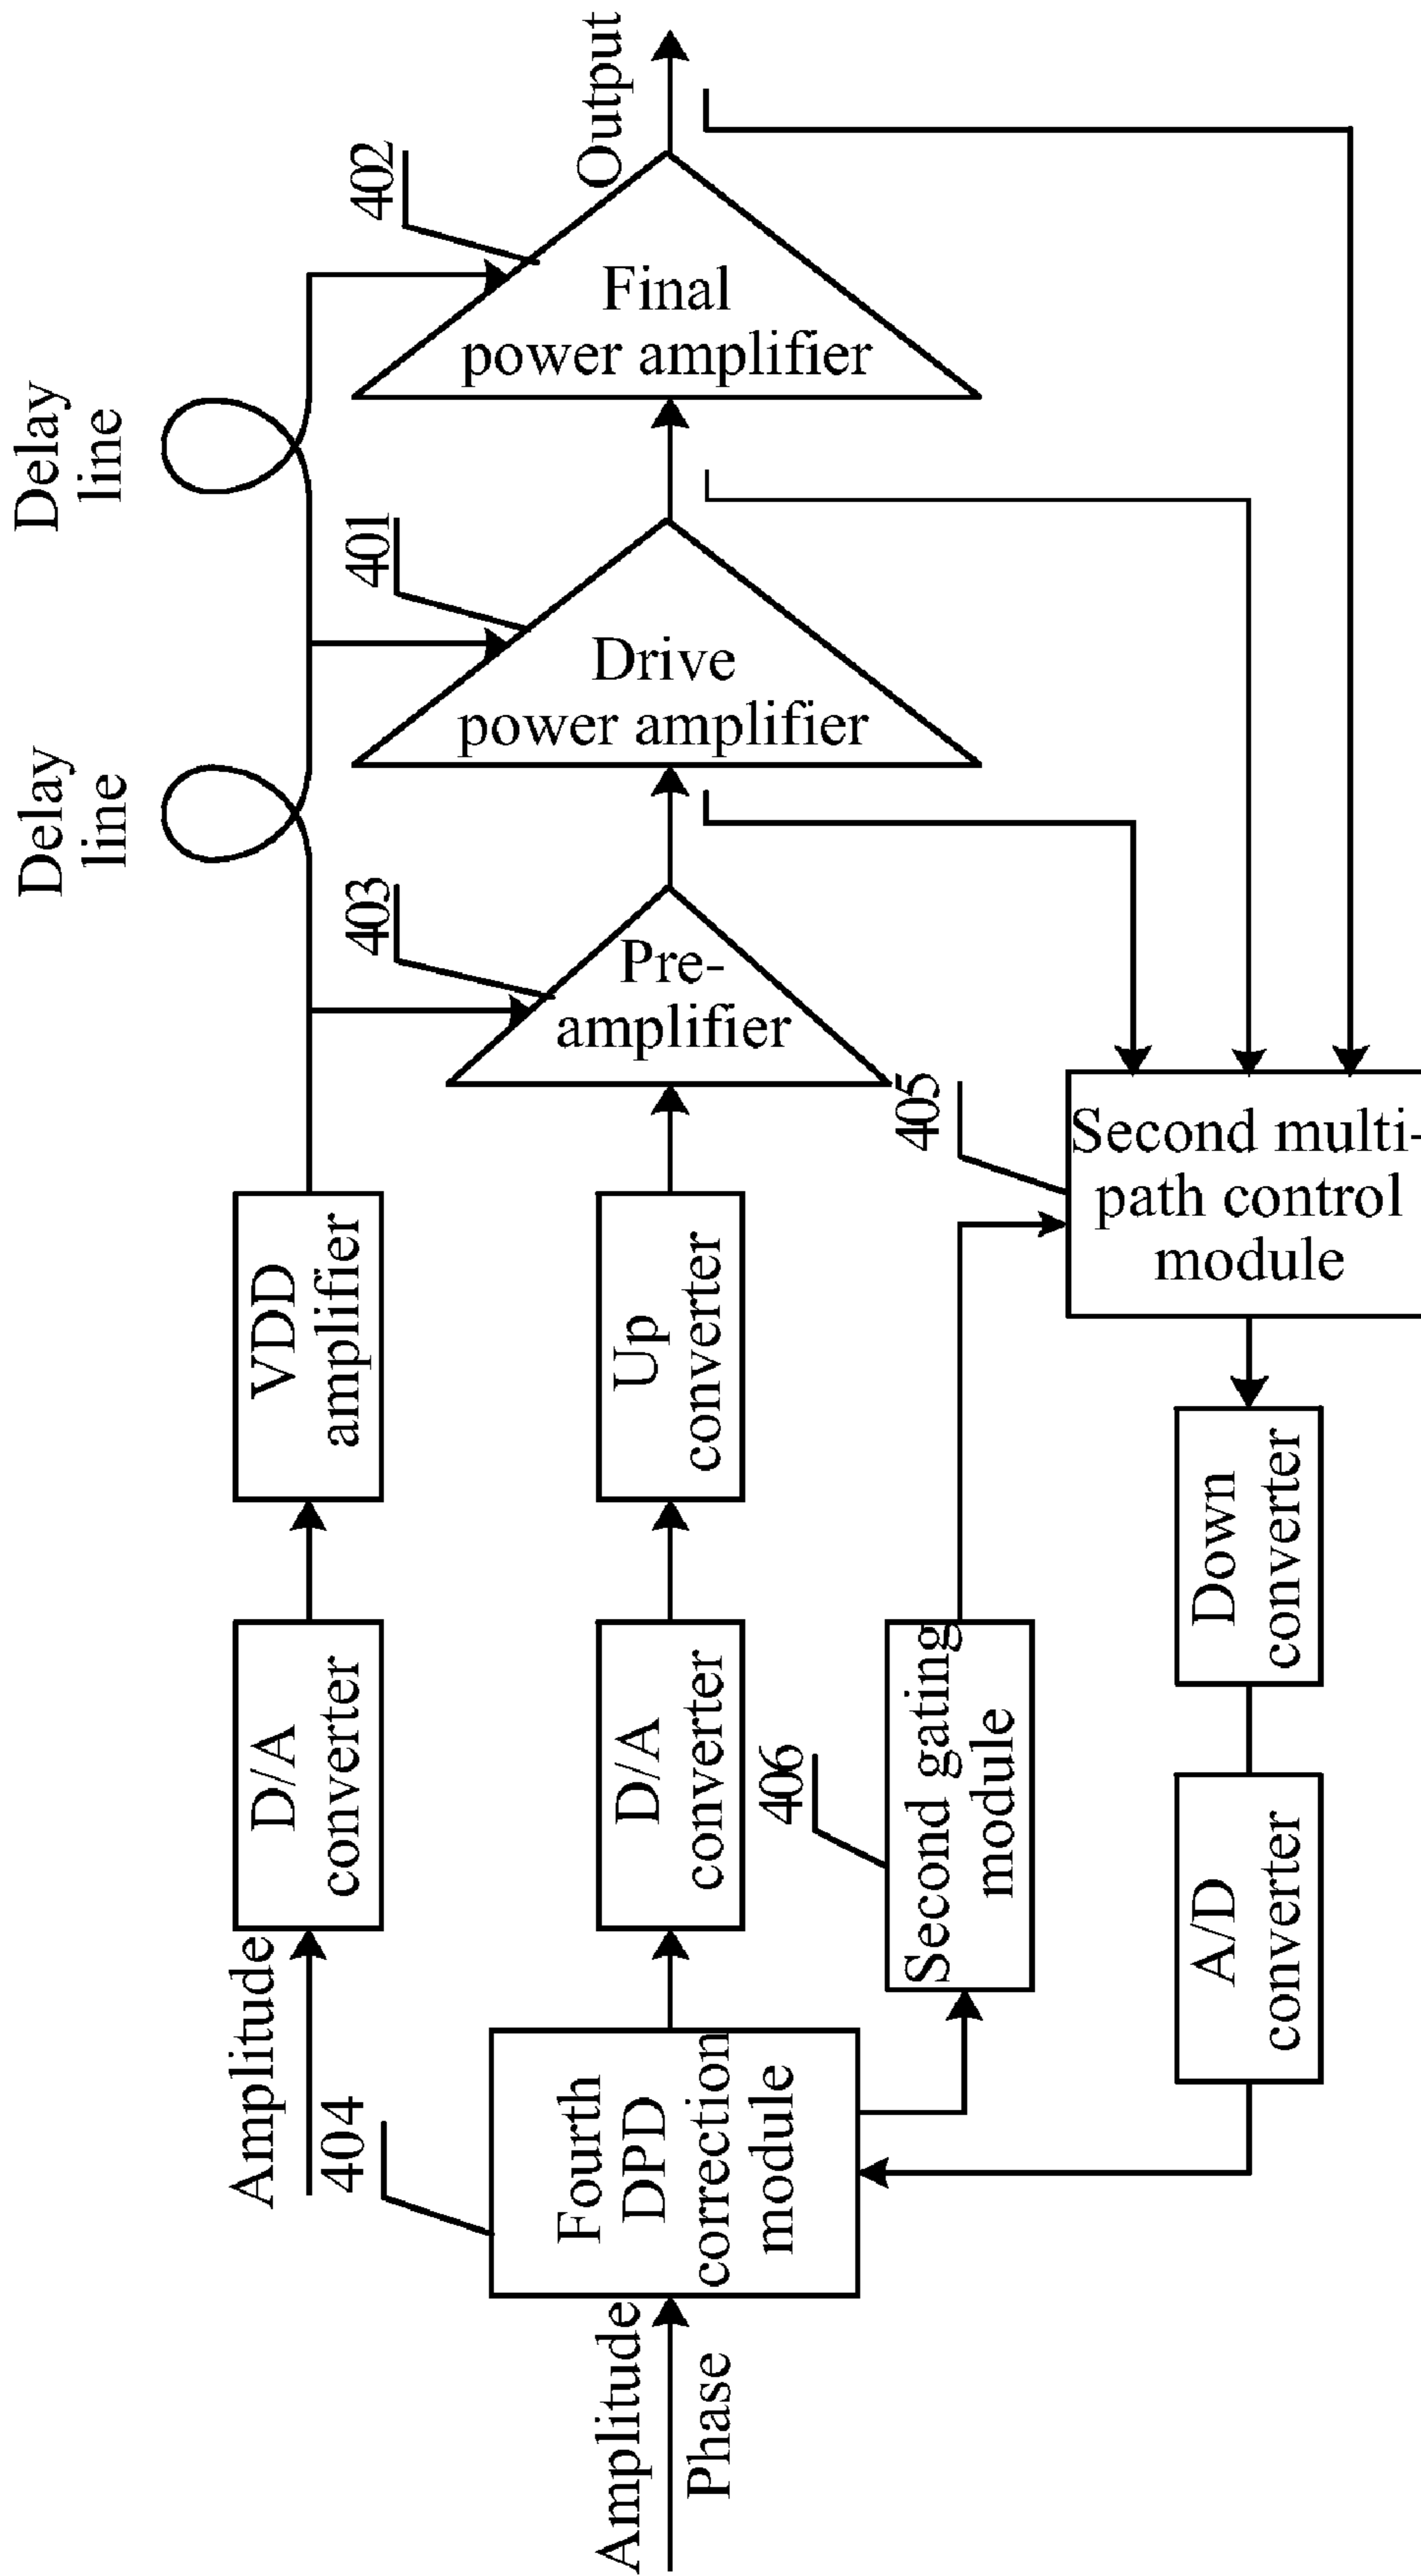 Delay
line
Delay
line
402
401
403
Output
Final
power amplifier
Drive
power amplifier
Pre-
amplifier
405
Second multi-
path control
module
VDD
amplifier
Up
converter
Down
converter
D/A
converter
D/A
converter
406
Second gating
module
A/D
converter
Amplitude
404
Fourth
DPD
correction
module
Amplitude
Phase